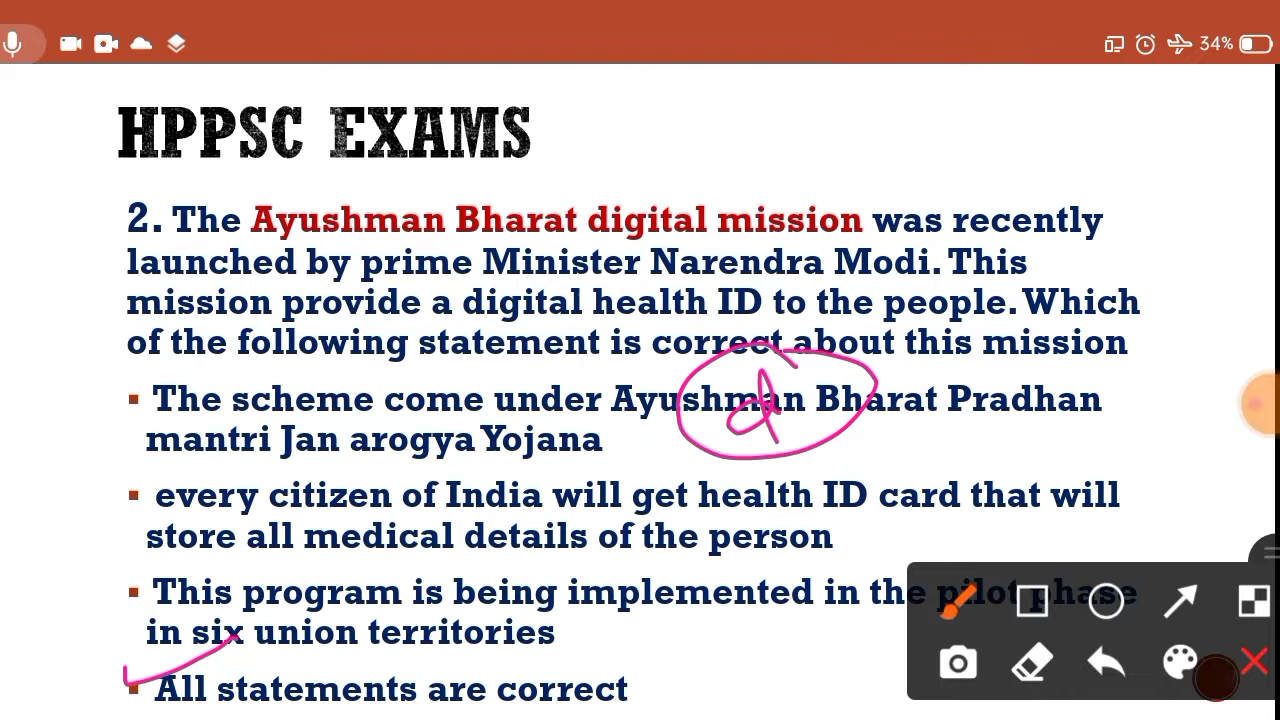 34%
HPPSC EXAMS
2. The Ayushman Bharat digital mission was recently
launched by prime Minister Narendra Modi. This
mission provide a digital health ID to the people. Which
of the following statement is correct about this mission
▪ The scheme come under Ayushman Bharat Pradhan
mantri Jan arogya Yojana
d
▪ every citizen of India will get health ID card that will
store all medical details of the person
▪ This program is being implemented in the pilot phase
in six union territories
▪ All statements are correct